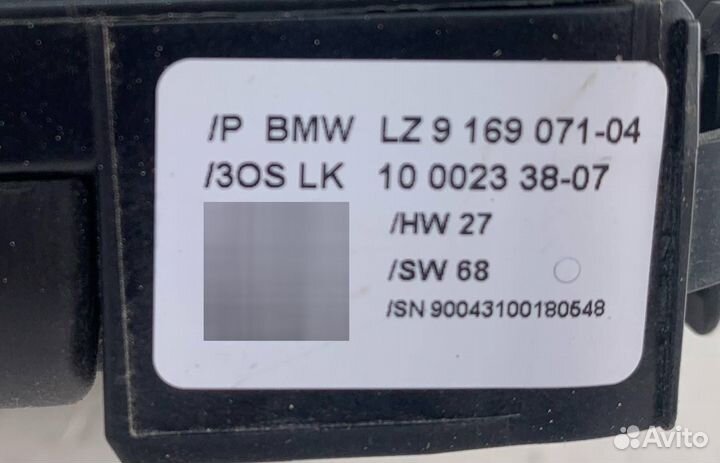 /P BMW LZ 9 169 071-04
/3OS LK 10 0023 38-07
/HW 27
/SW 68
/SN 90043100180548
Avito